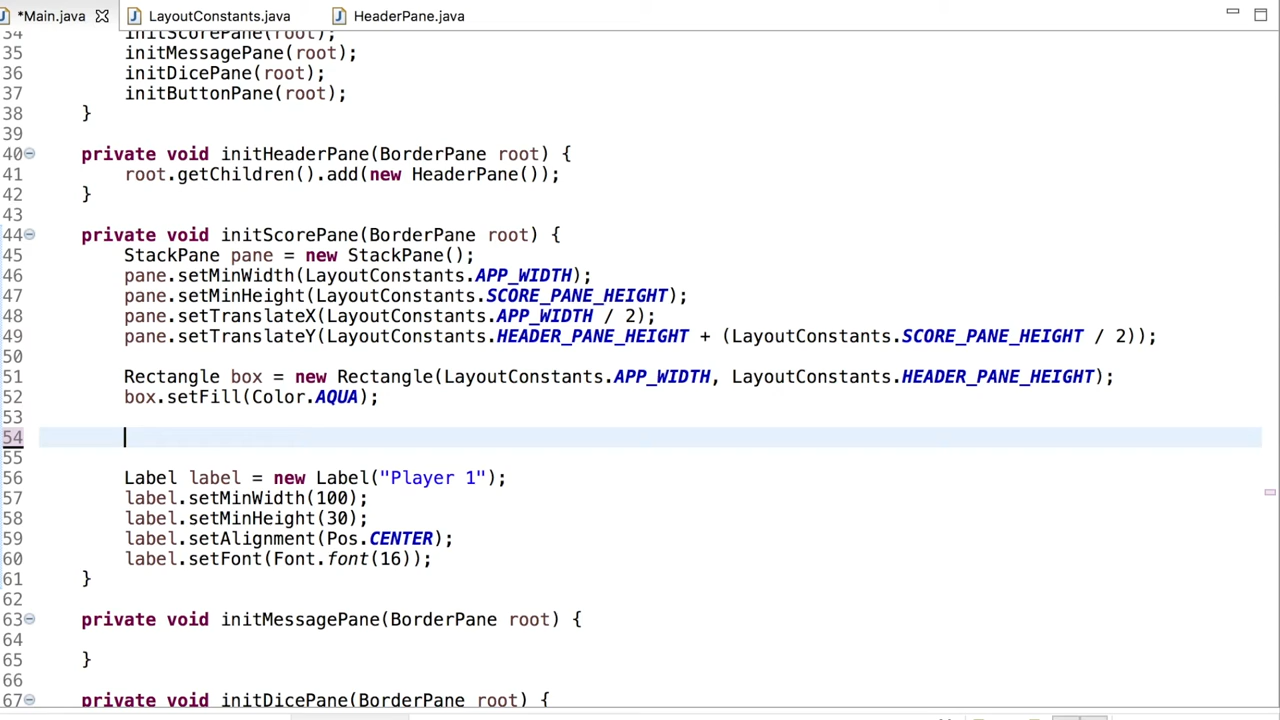 *Main.java LayoutConstants.java HeaderPane.java
34 initScorePane(root);
35 initMessagePane(root);
36 initDicePane(root);
37 initButtonPane(root);
38 }
39
40 private void initHeaderPane(BorderPane root) {
41 root.getChildren().add(new HeaderPane());
42 }
43
44 private void initScorePane(BorderPane root) {
45 StackPane pane = new StackPane();
46 pane.setMinWidth(LayoutConstants.APP_WIDTH);
47 pane.setMinHeight(LayoutConstants.SCORE_PANE_HEIGHT);
48 pane.setTranslateX(LayoutConstants.APP_WIDTH / 2);
49 pane.setTranslateY(LayoutConstants.HEADER_PANE_HEIGHT + (LayoutConstants.SCORE_PANE_HEIGHT / 2));
50
51 Rectangle box = new Rectangle(LayoutConstants.APP_WIDTH, LayoutConstants.HEADER_PANE_HEIGHT);
52 box.setFill(Color.AQUA);
53
54
55
56 Label label = new Label("Player 1");
57 label.setMinWidth(100);
58 label.setMinHeight(30);
59 label.setAlignment(Pos.CENTER);
60 label.setFont(Font.font(16));
61 }
62
63 private void initMessagePane(BorderPane root) {
64
65 }
66
67 private void initDicePane(BorderPane root) {